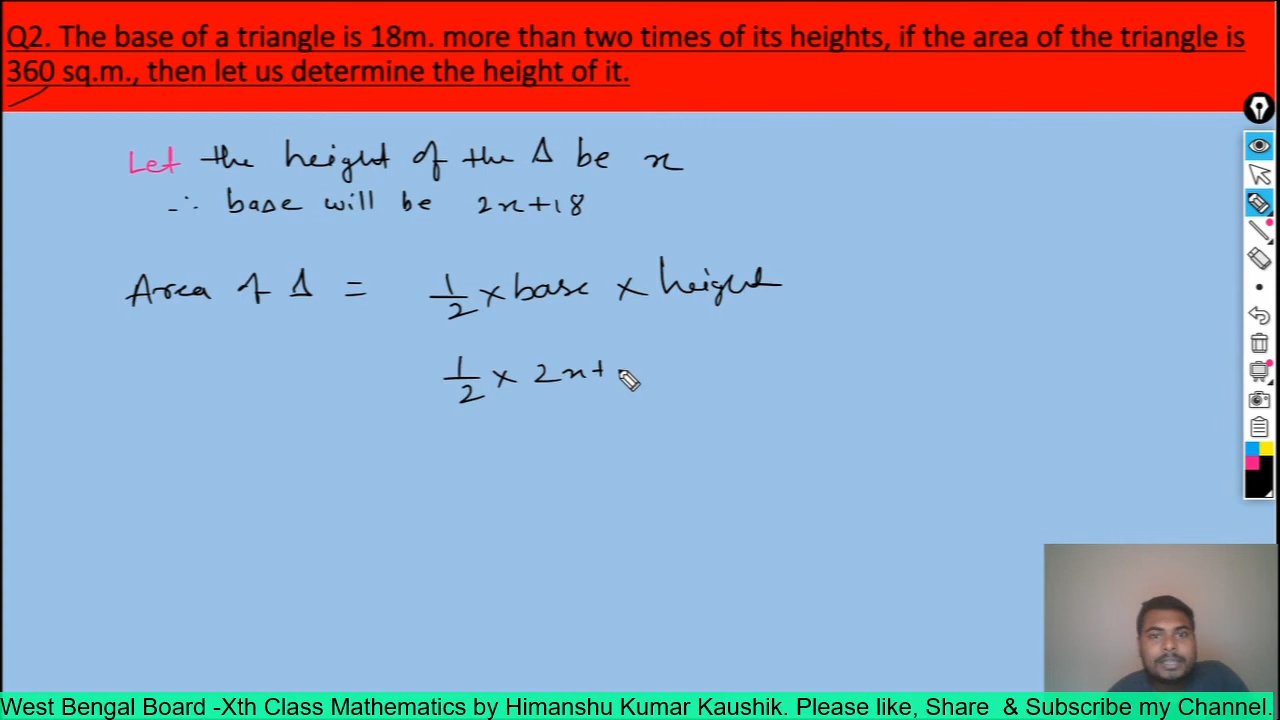 Q2. The base of a triangle is 18m. more than two times of its heights, if the area of the triangle is
360 sq.m., then let us determine the height of it.
Let the height of the Δ be x
∴ base will be 2x+18
Area of Δ = 1/2 × base × height
1/2 × 2x+
West Bengal Board -Xth Class Mathematics by Himanshu Kumar Kaushik. Please like, Share & Subscribe my Channel.